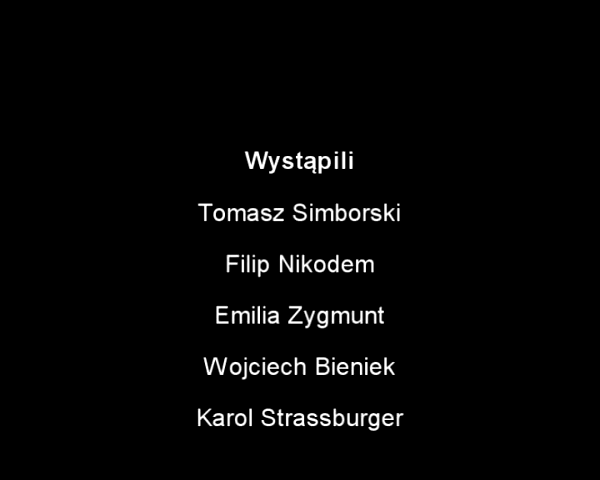 Wystąpili
Tomasz Simborski
Filip Nikodem
Emilia Zygmunt
Wojciech Bieniek
Karol Strassburger